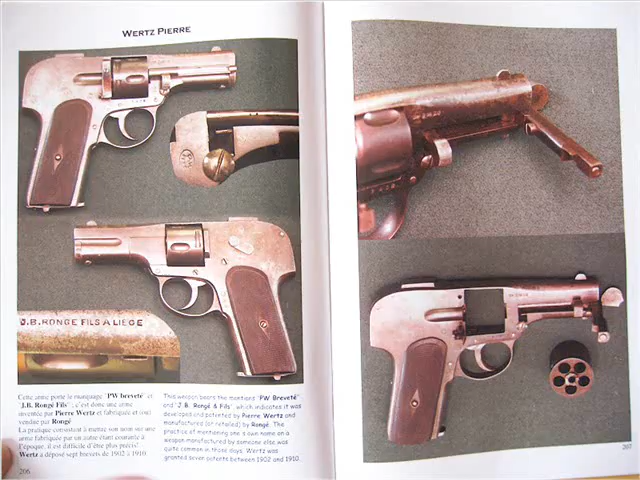 WERTZ PIERRE
J.B. RONGE FILS A LIEGE
Cette arme porte le marquage "PW breveté" et
"J.B. Rongé Fils", c'est donc une arme
inventée par Pierre Wertz et fabriquée et (ou)
vendue par Rongé
La pratique consistant à mettre son nom sur une
arme fabriquée par un autre étant courante à
l'époque, il est difficile d'être plus précis!
Wertz a déposé sept brevets de 1902 à 1910.
206
This weapon bears the mentions "PW Breveté"
and "J. B. Rongé & Fils", which indicates it was
developed and patented by Pierre Wertz and
manufactured (or retailed) by Rongé. The
practice of mentioning one's own name on a
weapon manufactured by someone else was
quite common in those days. Wertz was
granted seven patents between 1902 and 1910.
207